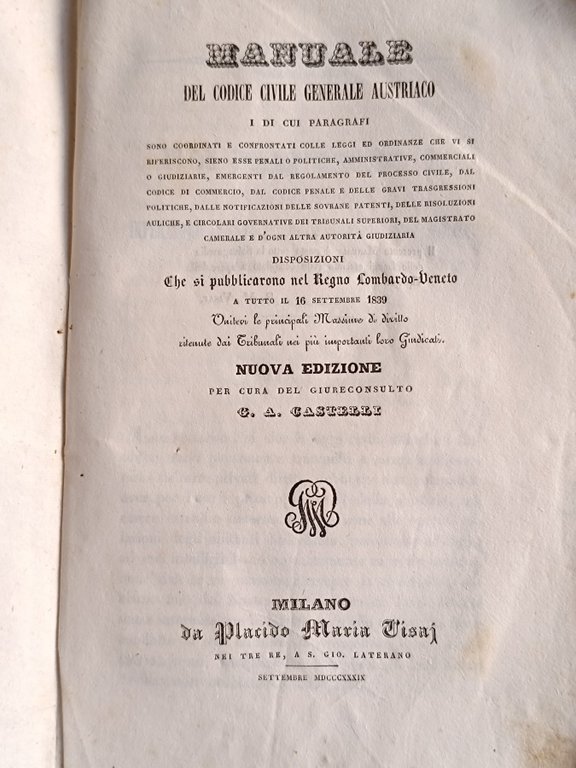 MANUALE
DEL CODICE CIVILE GENERALE AUSTRIACO
I DI CUI PARAGRAFI
SONO COORDINATI E CONFRONTATI COLLE LEGGI ED ORDINANZE CHE VI SI
RIFERISCONO, SIENO ESSE PENALI O POLITICHE, AMMINISTRATIVE, COMMERCIALI
O GIUDIZIARIE, EMERGENTI DAL REGOLAMENTO DEL PROCESSO CIVILE, DAL
CODICE DI COMMERCIO, DAL CODICE PENALE E DELLE GRAVI TRASGRESSIONI
POLITICHE, DALLE NOTIFICAZIONI DELLE SOVRANE PATENTI, DELLE RISOLUZIONI
AULICHE, E CIRCOLARI GOVERNATIVE DEI TRIBUNALI SUPERIORI, DEL MAGISTRATO
CAMERALE E D'OGNI ALTRA AUTORITÀ GIUDIZIARIA
DISPOSIZIONI
Che si pubblicarono nel Regno Lombardo-Veneto
A TUTTO IL 16 SETTEMBRE 1839
Unitevi le principali Massime di diritto
ritenute dai Tribunali nei più importanti loro Giudicati.
NUOVA EDIZIONE
PER CURA DEL GIURECONSULTO
G. A. CASTELLI
MILANO
da Placido Maria Visaj
NEI TRE RE, A S. GIO. LATERANO
SETTEMBRE MDCCCXXXIX